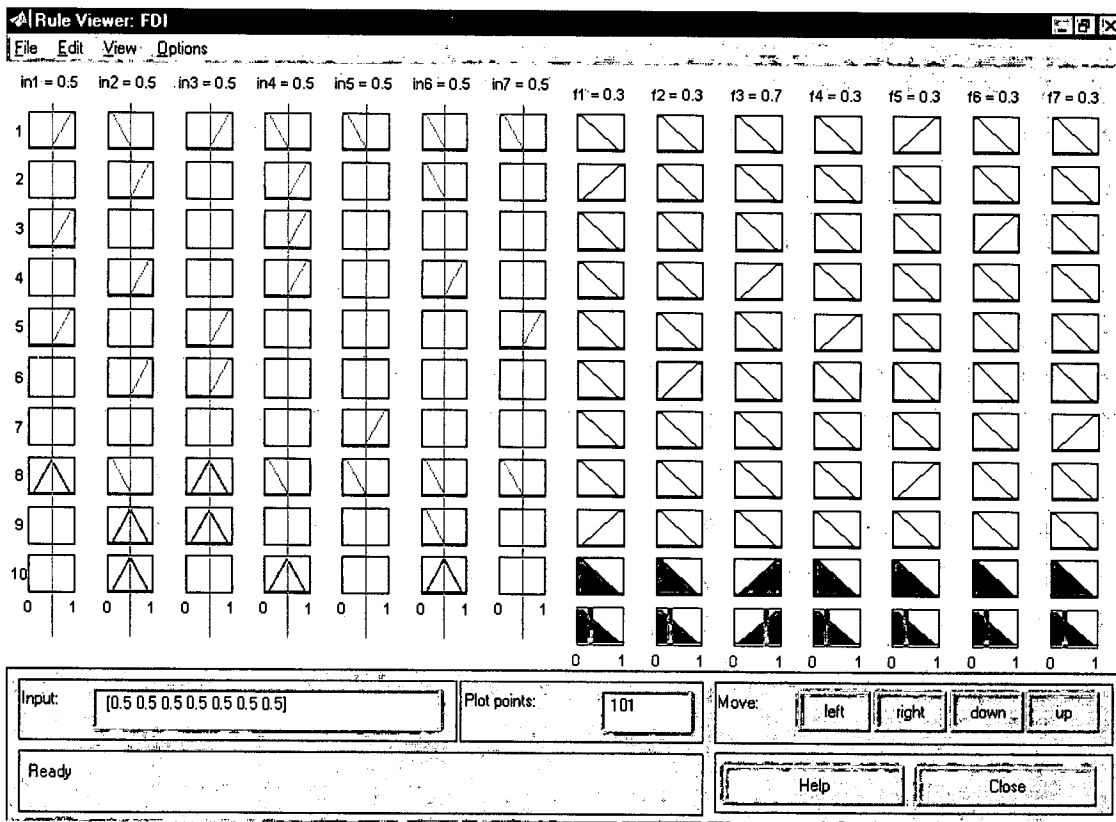 Rule Viewer: FDI
File Edit View Options
in1 = 0.5 in2 = 0.5 in3 = 0.5 in4 = 0.5 in5 = 0.5 in6 = 0.5 in7 = 0.5 f1 = 0.3 f2 = 0.3 f3 = 0.7 f4 = 0.3 f5 = 0.3 f6 = 0.3 f7 = 0.3
1
2
3
4
5
6
7
8
9
10
0 1 0 1 0 1 0 1 0 1 0 1 0 1
0 1 0 1 0 1 0 1 0 1 0 1 0 1
Input: [0.5 0.5 0.5 0.5 0.5 0.5 0.5] Plot points: 101 Move: left right down up
Ready Help Close